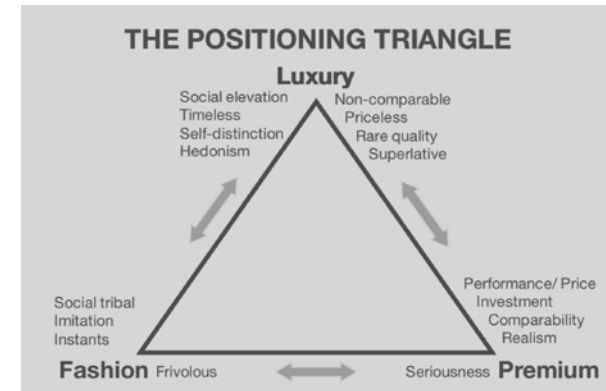 THE POSITIONING TRIANGLE
Luxury
Social elevation
Timeless
Self-distinction
Hedonism
Non-comparable
Priceless
Rare quality
Superlative
Social tribal
Imitation
Instants
Performance/ Price
Investment
Comparability
Realism
Fashion Frivolous
Seriousness Premium